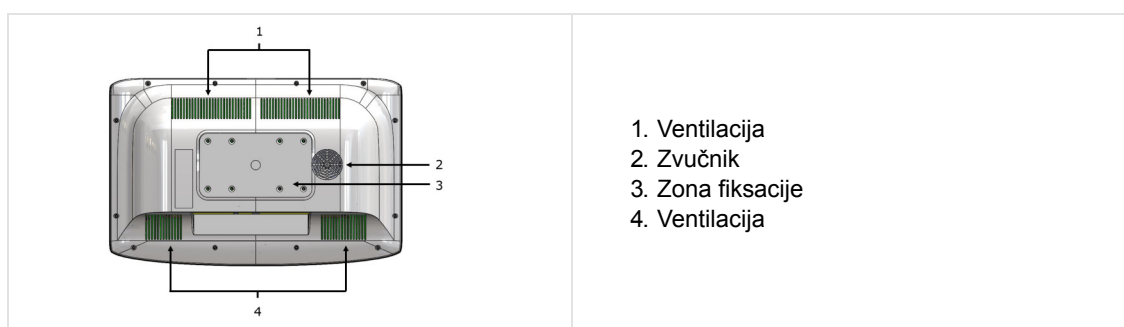 1
2
3
4
1. Ventilacija
2. Zvučnik
3. Zona fiksacije
4. Ventilacija